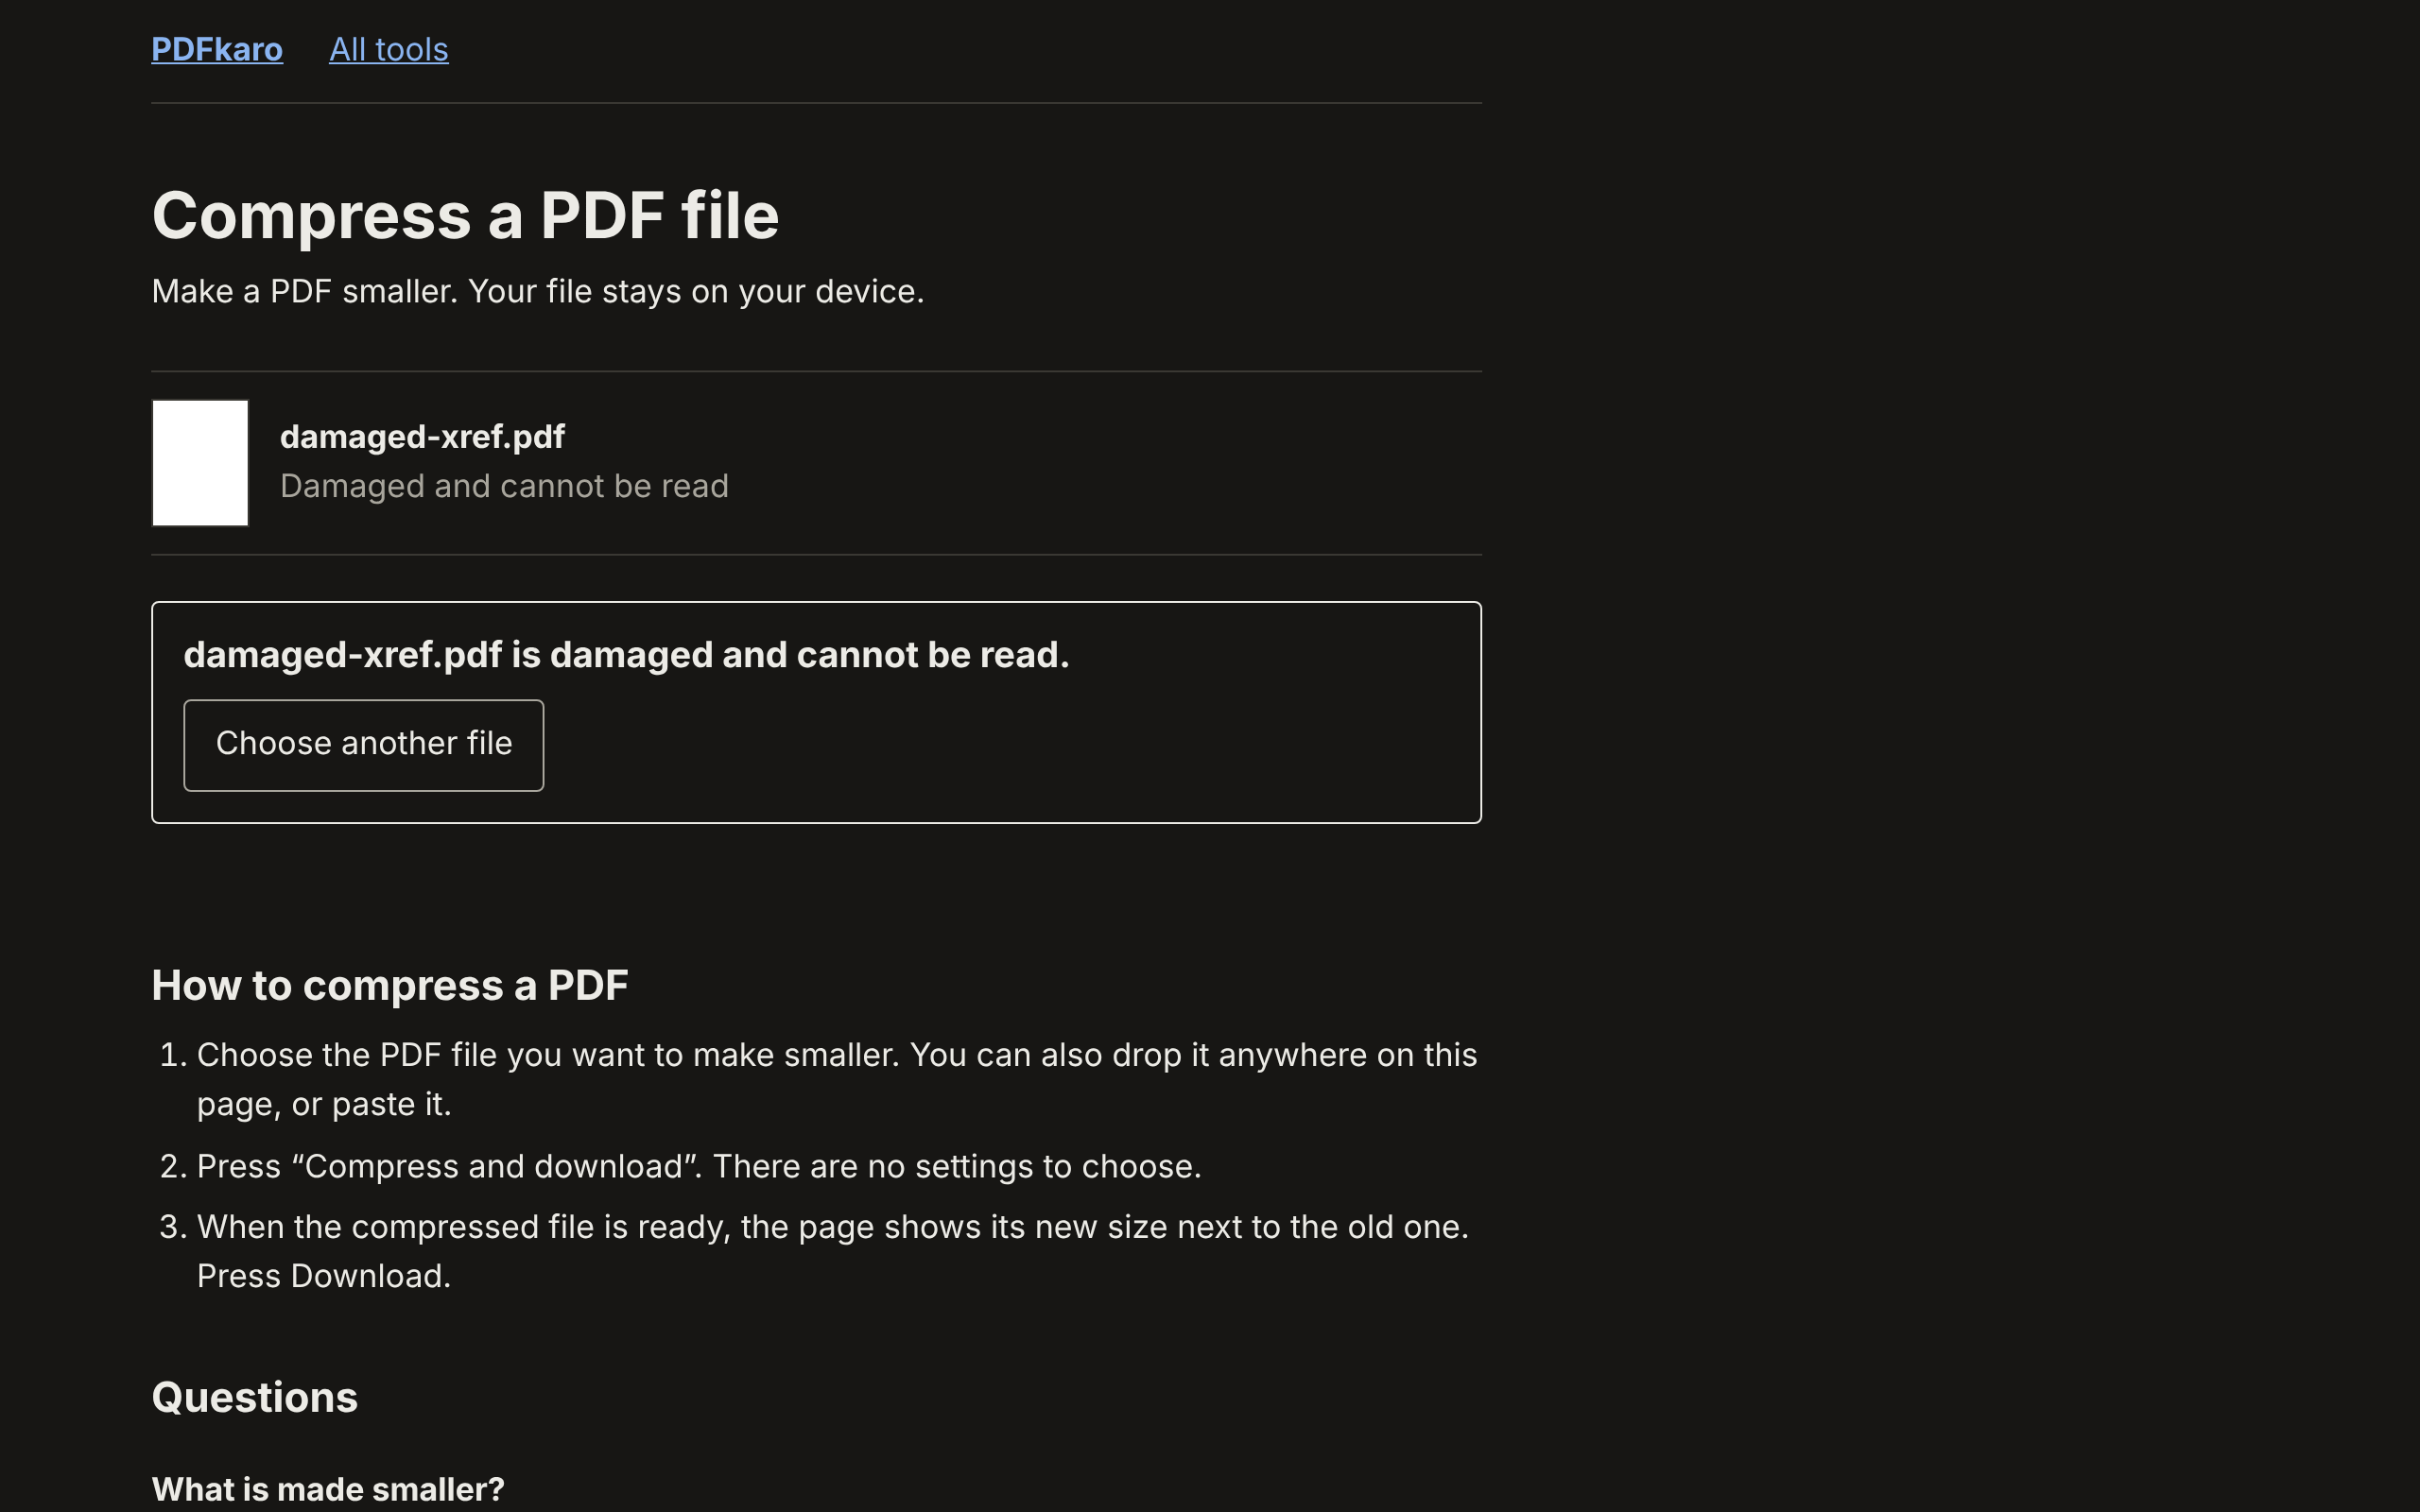 PDFkaro All tools
Compress a PDF file
Make a PDF smaller. Your file stays on your device.
damaged-xref.pdf
Damaged and cannot be read
damaged-xref.pdf is damaged and cannot be read.
Choose another file
How to compress a PDF
1. Choose the PDF file you want to make smaller. You can also drop it anywhere on this
page, or paste it.
2. Press “Compress and download”. There are no settings to choose.
3. When the compressed file is ready, the page shows its new size next to the old one.
Press Download.
Questions
What is made smaller?